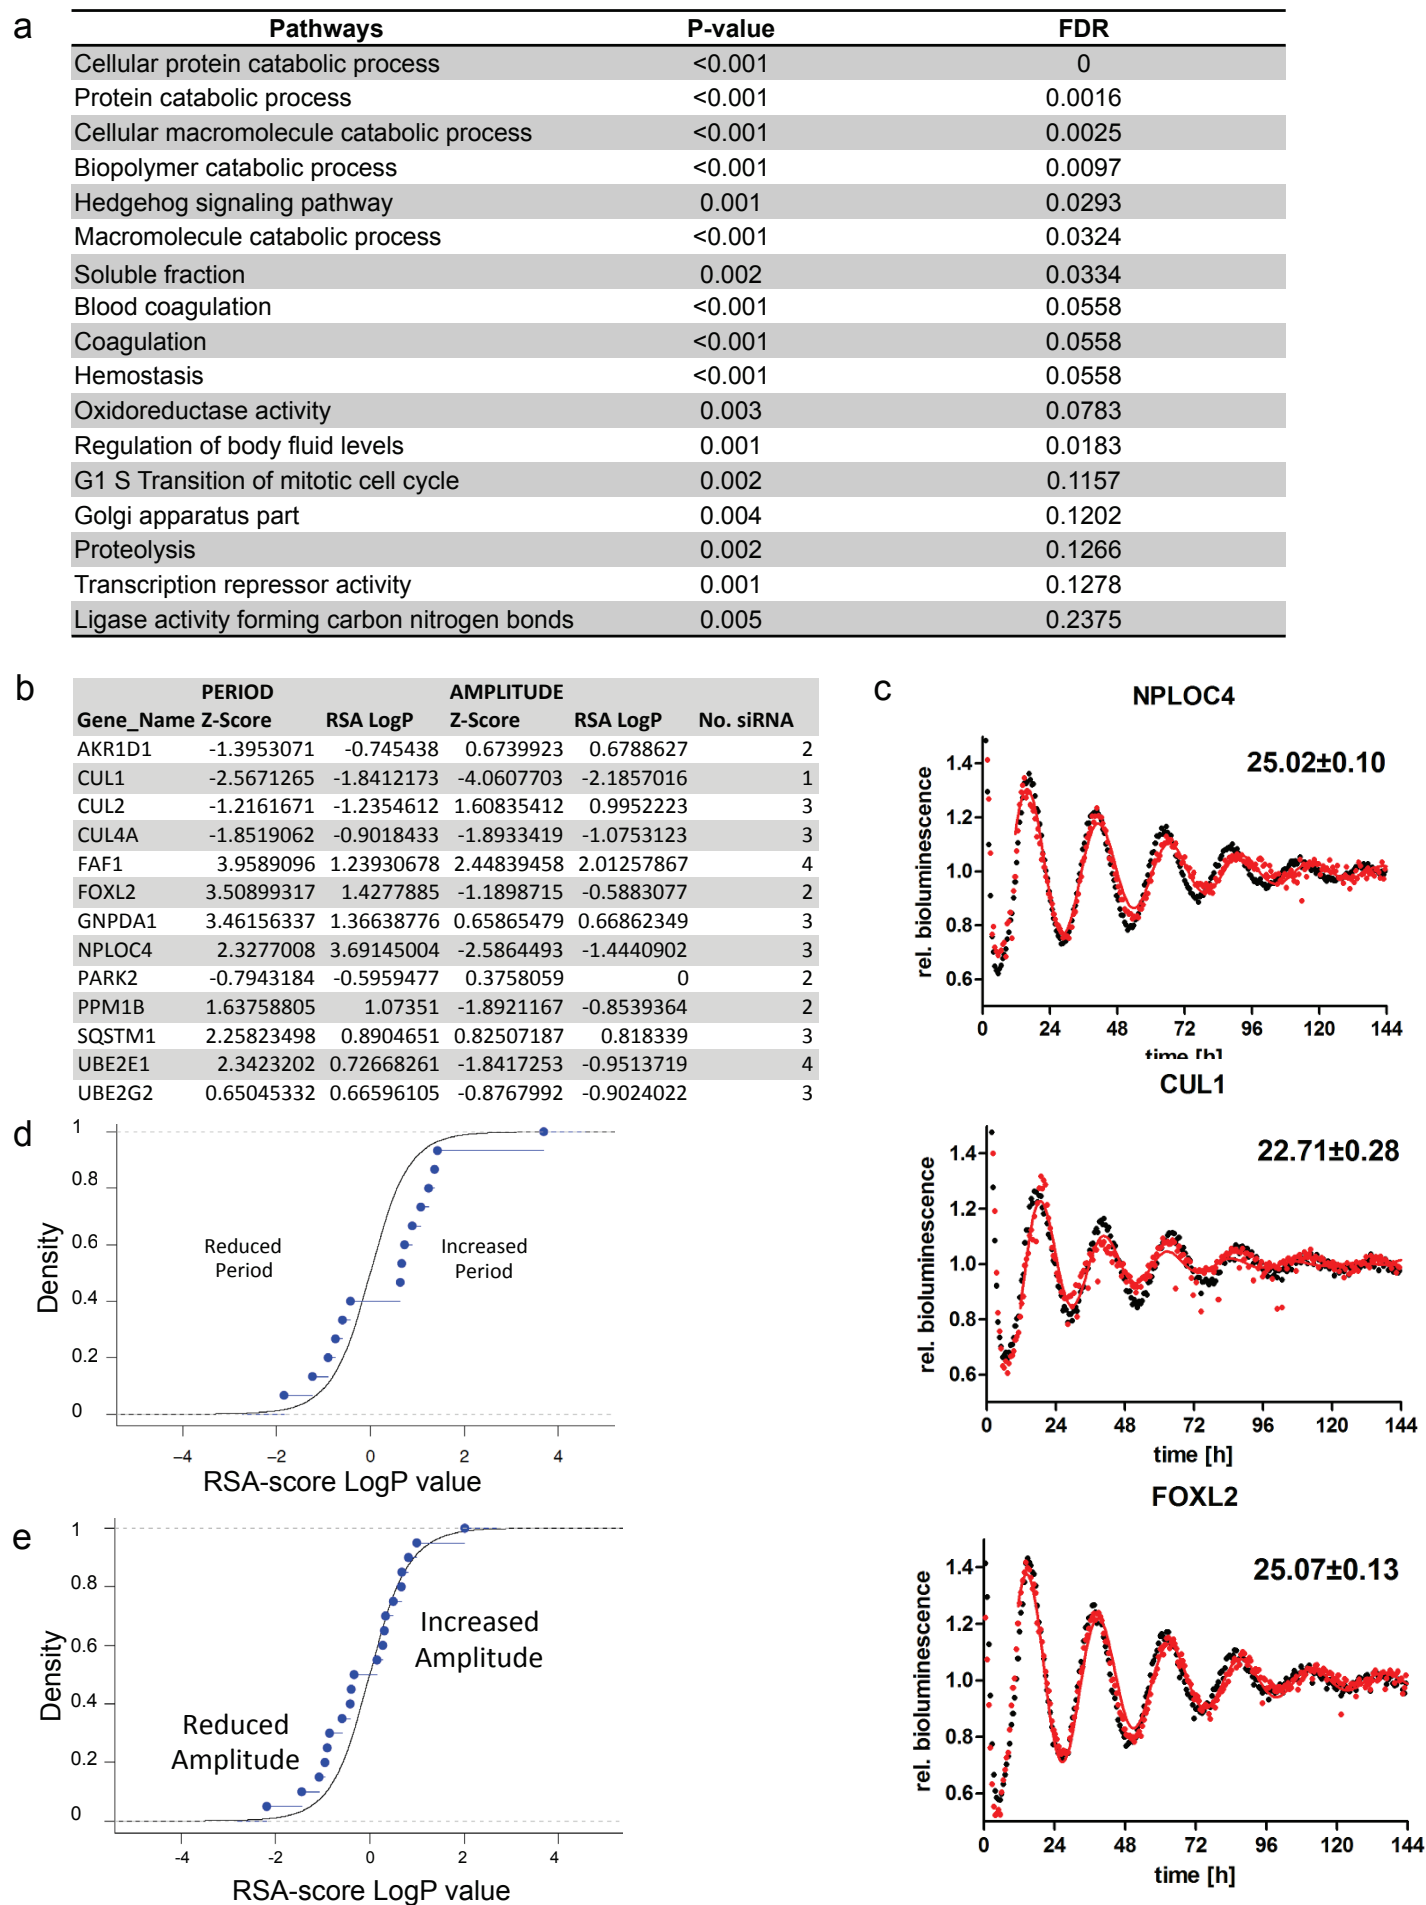 a
Pathways P-value FDR
Cellular protein catabolic process <0.001 0
Protein catabolic process <0.001 0.0016
Cellular macromolecule catabolic process <0.001 0.0025
Biopolymer catabolic process <0.001 0.0097
Hedgehog signaling pathway 0.001 0.0293
Macromolecule catabolic process <0.001 0.0324
Soluble fraction 0.002 0.0334
Blood coagulation <0.001 0.0558
Coagulation <0.001 0.0558
Hemostasis <0.001 0.0558
Oxidoreductase activity 0.003 0.0783
Regulation of body fluid levels 0.001 0.0183
G1 S Transition of mitotic cell cycle 0.002 0.1157
Golgi apparatus part 0.004 0.1202
Proteolysis 0.002 0.1266
Transcription repressor activity 0.001 0.1278
Ligase activity forming carbon nitrogen bonds 0.005 0.2375
b
PERIOD AMPLITUDE
Gene_Name Z-Score RSA LogP Z-Score RSA LogP No. siRNA
AKR1D1 -1.3953071 -0.745438 0.6739923 0.6788627 2
CUL1 -2.5671265 -1.8412173 -4.0607703 -2.1857016 1
CUL2 -1.2161671 -1.2354612 1.60835412 0.9952223 3
CUL4A -1.8519062 -0.9018433 -1.8933419 -1.0753123 3
FAF1 3.9589096 1.23930678 2.44839458 2.01257867 4
FOXL2 3.50899317 1.4277885 -1.1898715 -0.5883077 2
GNPDA1 3.46156337 1.36638776 0.65865479 0.66862349 3
NPLOC4 2.3277008 3.69145004 -2.5864493 -1.4440902 3
PARK2 -0.7943184 -0.5959477 0.3758059 0 2
PPM1B 1.63758805 1.07351 -1.8921167 -0.8539364 2
SQSTM1 2.25823498 0.8904651 0.82507187 0.818339 3
UBE2E1 2.3423202 0.72668261 -1.8417253 -0.9513719 4
UBE2G2 0.65045332 0.66596105 -0.8767992 -0.9024022 3
c
NPLOC4
25.02±0.10
rel. bioluminescence
1.4
1.2
1.0
0.8
0.6
0 24 48 72 96 120 144
time [h]
CUL1
22.71±0.28
rel. bioluminescence
1.4
1.2
1.0
0.8
0.6
0 24 48 72 96 120 144
time [h]
FOXL2
25.07±0.13
rel. bioluminescence
1.4
1.2
1.0
0.8
0.6
0 24 48 72 96 120 144
time [h]
d
Density
1
0.8
0.6
0.4
0.2
0
Reduced
Period
Increased
Period
−4 −2 0 2 4
RSA-score LogP value
e
Density
1
0.8
0.6
0.4
0.2
0
Increased
Amplitude
Reduced
Amplitude
-4 -2 0 2 4
RSA-score LogP value